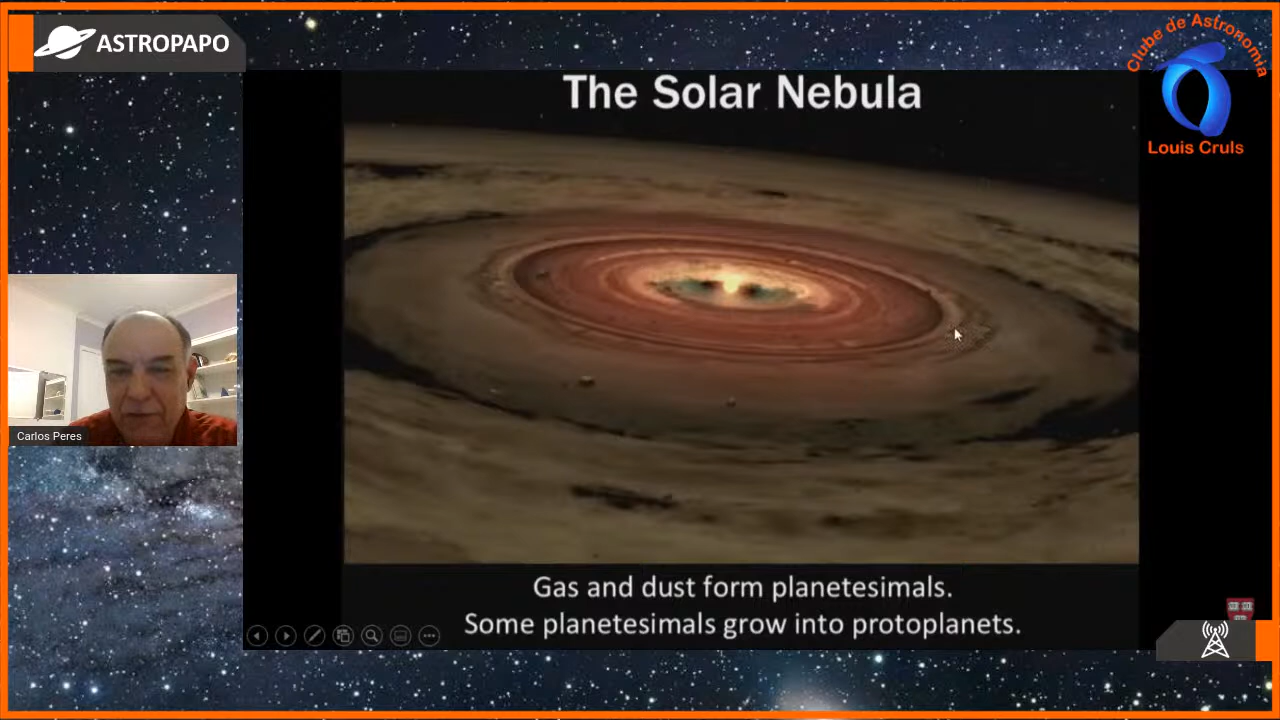 ASTROPAPO
Clube de Astronomia
Louis Cruls
The Solar Nebula
Carlos Peres
Gas and dust form planetesimals.
Some planetesimals grow into protoplanets.